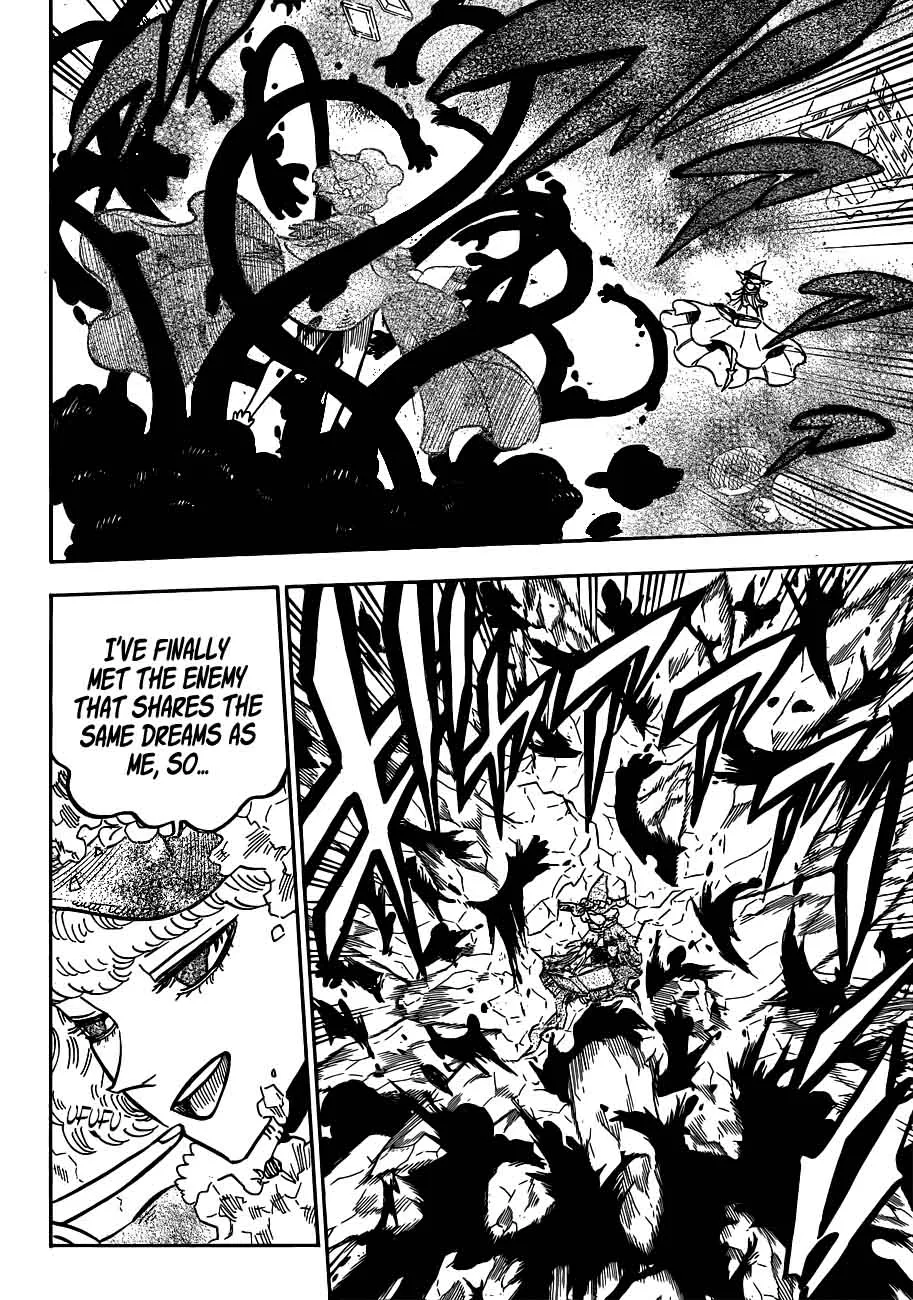 I'VE FINALLY
MET THE ENEMY
THAT SHARES THE
SAME DREAMS AS
ME, SO...
UFUFU